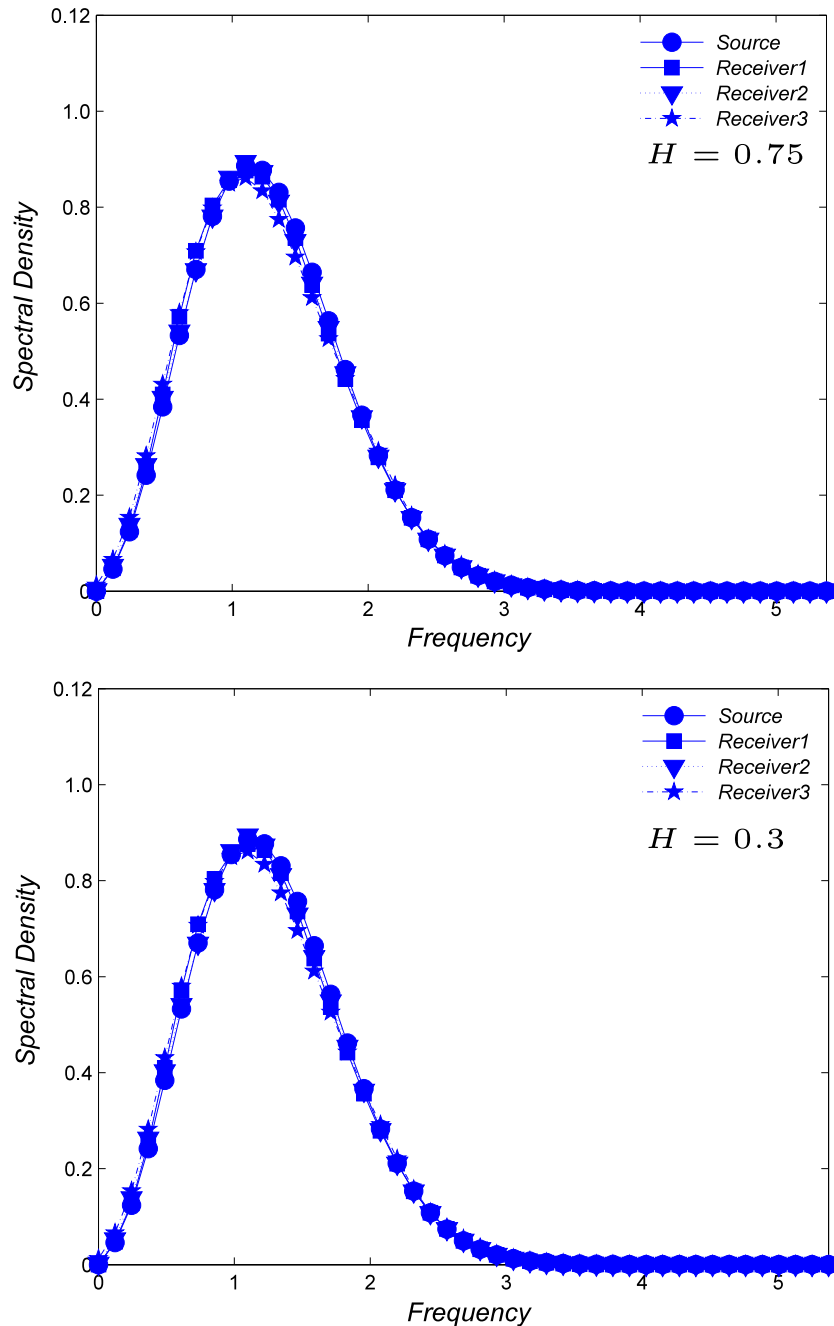 0.12
Source
Receiver1
Receiver2
Receiver3
H = 0.75
1.0
0.8
0.6
0.4
0.2
0
Spectral Density
0 1 2 3 4 5
Frequency
0.12
Source
Receiver1
Receiver2
Receiver3
H = 0.3
1.0
0.8
0.6
0.4
0.2
0
Spectral Density
0 1 2 3 4 5
Frequency